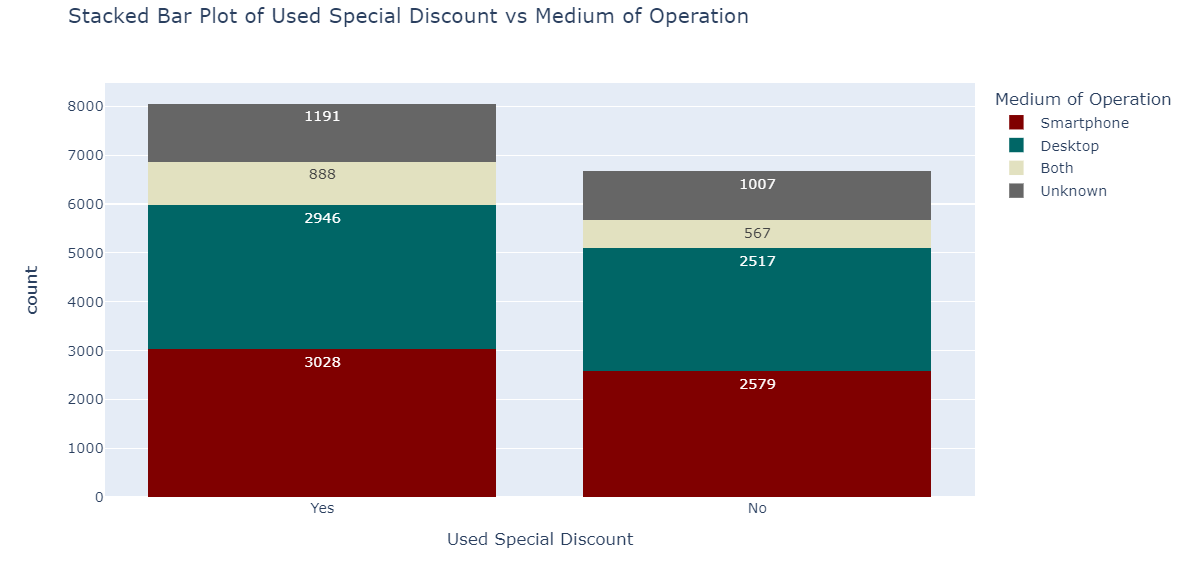 Stacked Bar Plot of Used Special Discount vs Medium of Operation
count
8000
7000
6000
5000
4000
3000
2000
1000
0
1191
888
2946
3028
1007
567
2517
2579
Yes
No
Used Special Discount
Medium of Operation
Smartphone
Desktop
Both
Unknown